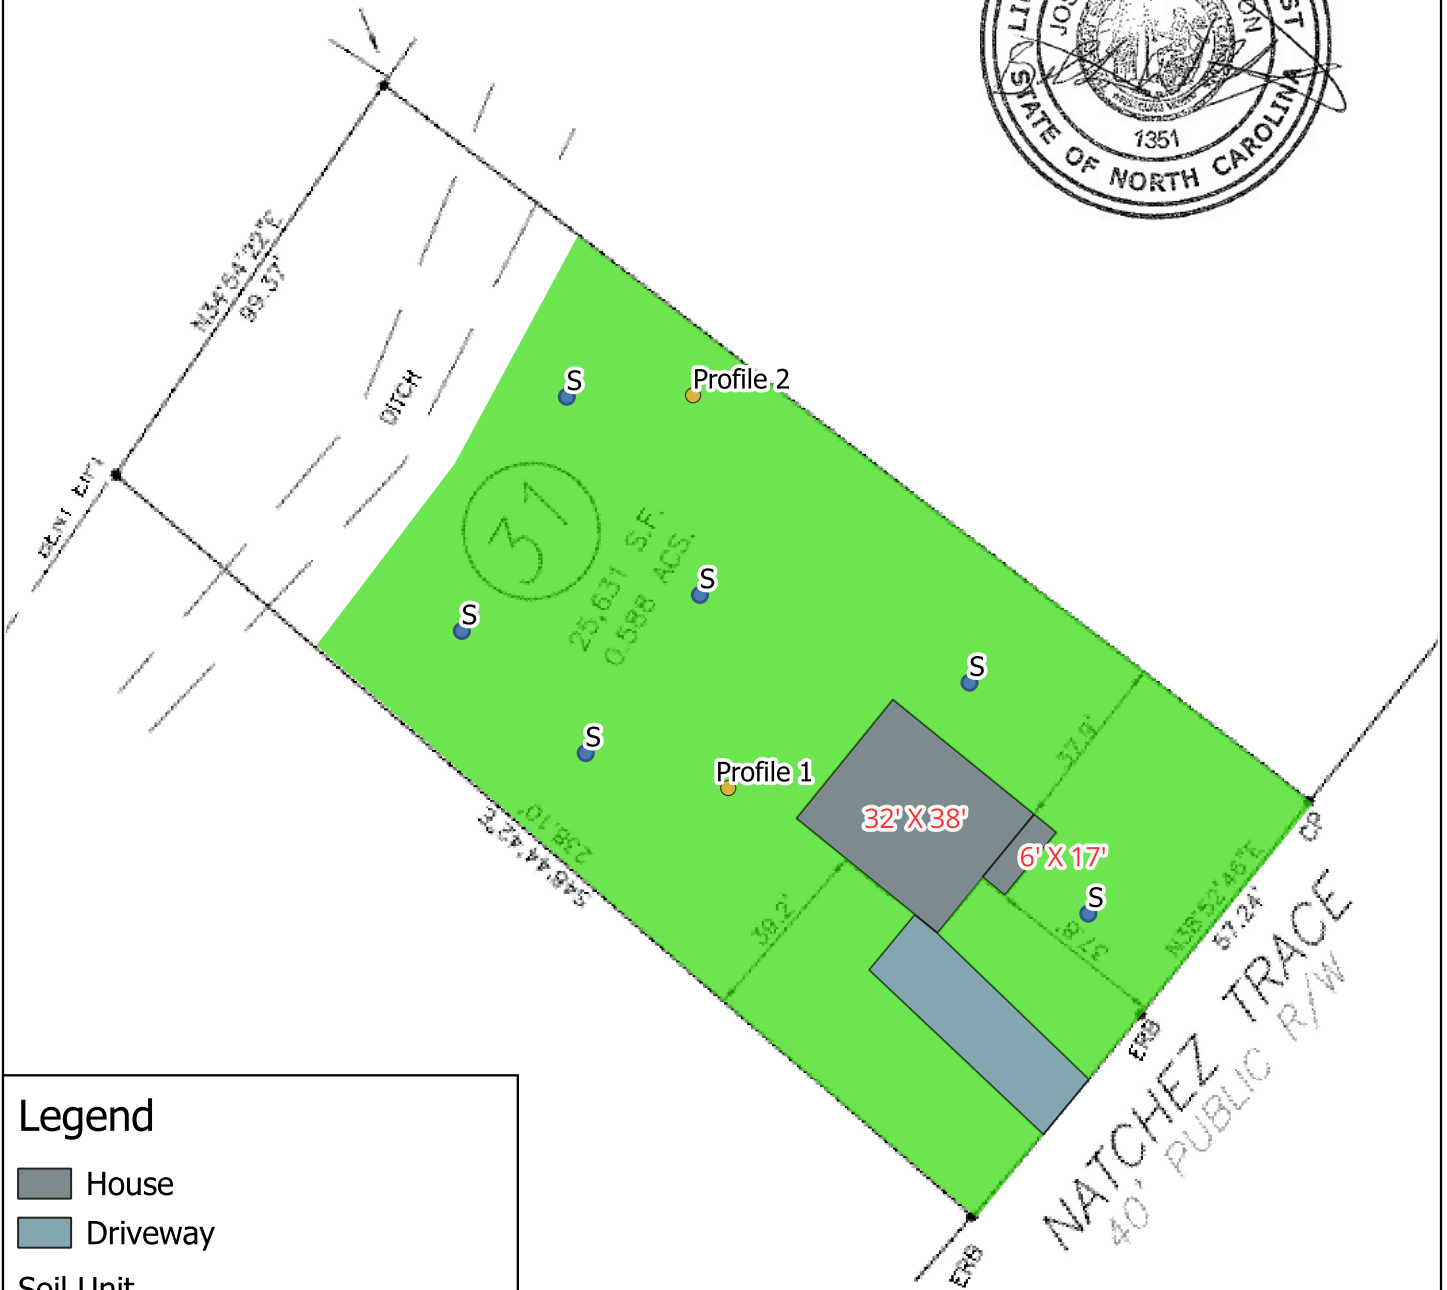 STATE OF NORTH CAROLINA
1351
N34°54'22"E
99.37'
DITCH
BENT EIP
Profile 2
S
31
25,631 S.F.
0.588 ACS.
S
S
S
S
Profile 1
37.9'
32' X 38'
6' X 17'
S
238.10'
S48°44'42"E
39.2'
37.8'
CP
N38°52'46"E
57.24'
ERB
NATCHEZ TRACE
40' PUBLIC R/W
ERB
Legend
House
Driveway
Soil Unit